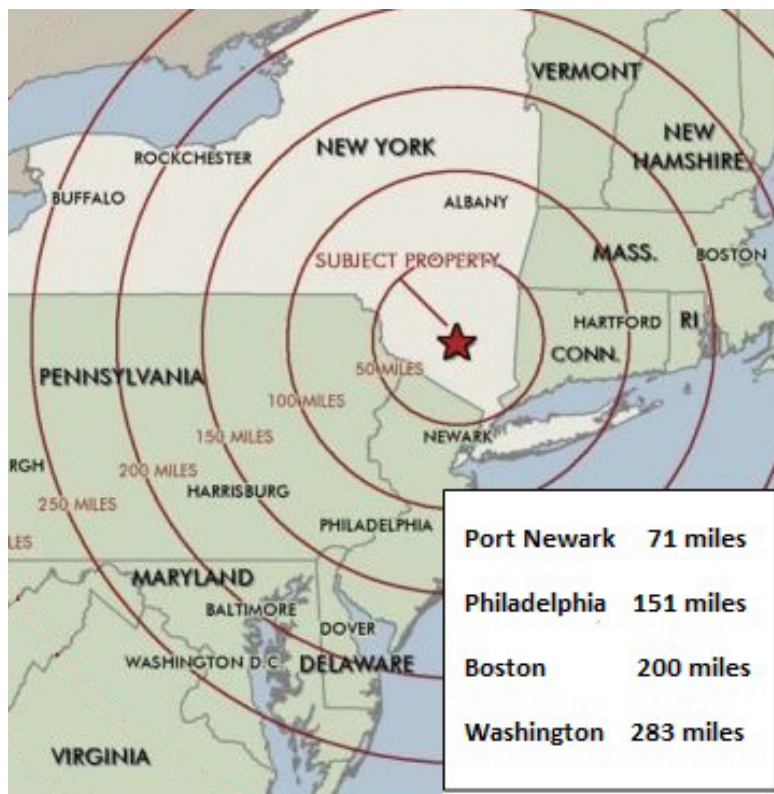 VERMONT
NEW
HAMSHIRE
NEW YORK
ROCKCHESTER
BUFFALO
ALBANY
SUBJECT PROPERTY
MASS.
BOSTON
HARTFORD
RI
CONN.
50 MILES
PENNSYLVANIA
100 MILES
150 MILES
NEWARK
200 MILES
RGH
HARRISBURG
250 MILES
PHILADELPHIA
LES
MARYLAND
BALTIMORE
DOVER
WASHINGTON D.C.
DELAWARE
VIRGINIA
Port Newark 71 miles
Philadelphia 151 miles
Boston 200 miles
Washington 283 miles